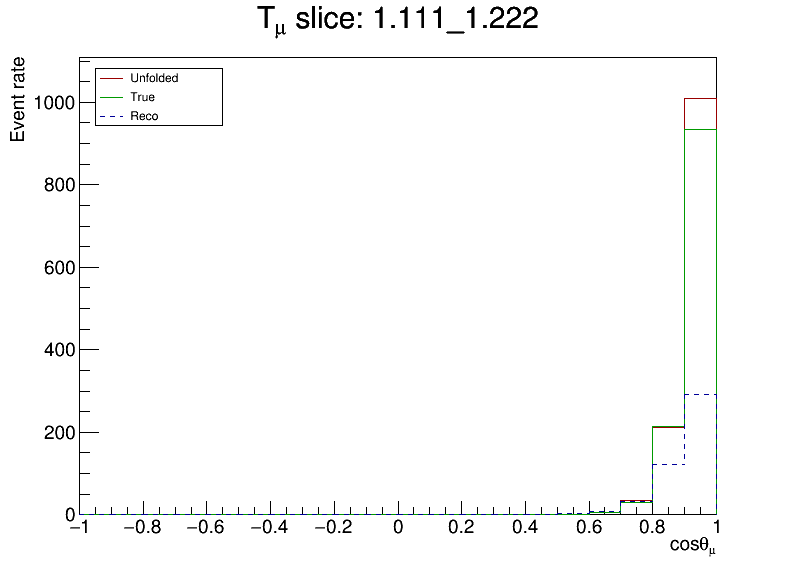 Tμ slice: 1.111_1.222
Event rate
Unfolded
True
Reco
1000
800
600
400
200
0
−1 −0.8 −0.6 −0.4 −0.2 0 0.2 0.4 0.6 0.8 1
cosθμ